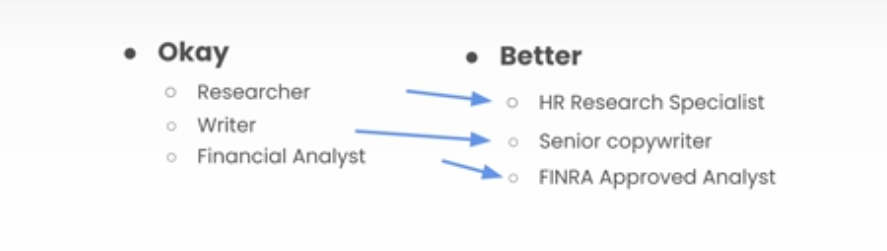 Okay
Researcher
Writer
Financial Analyst
Better
HR Research Specialist
Senior copywriter
FINRA Approved Analyst